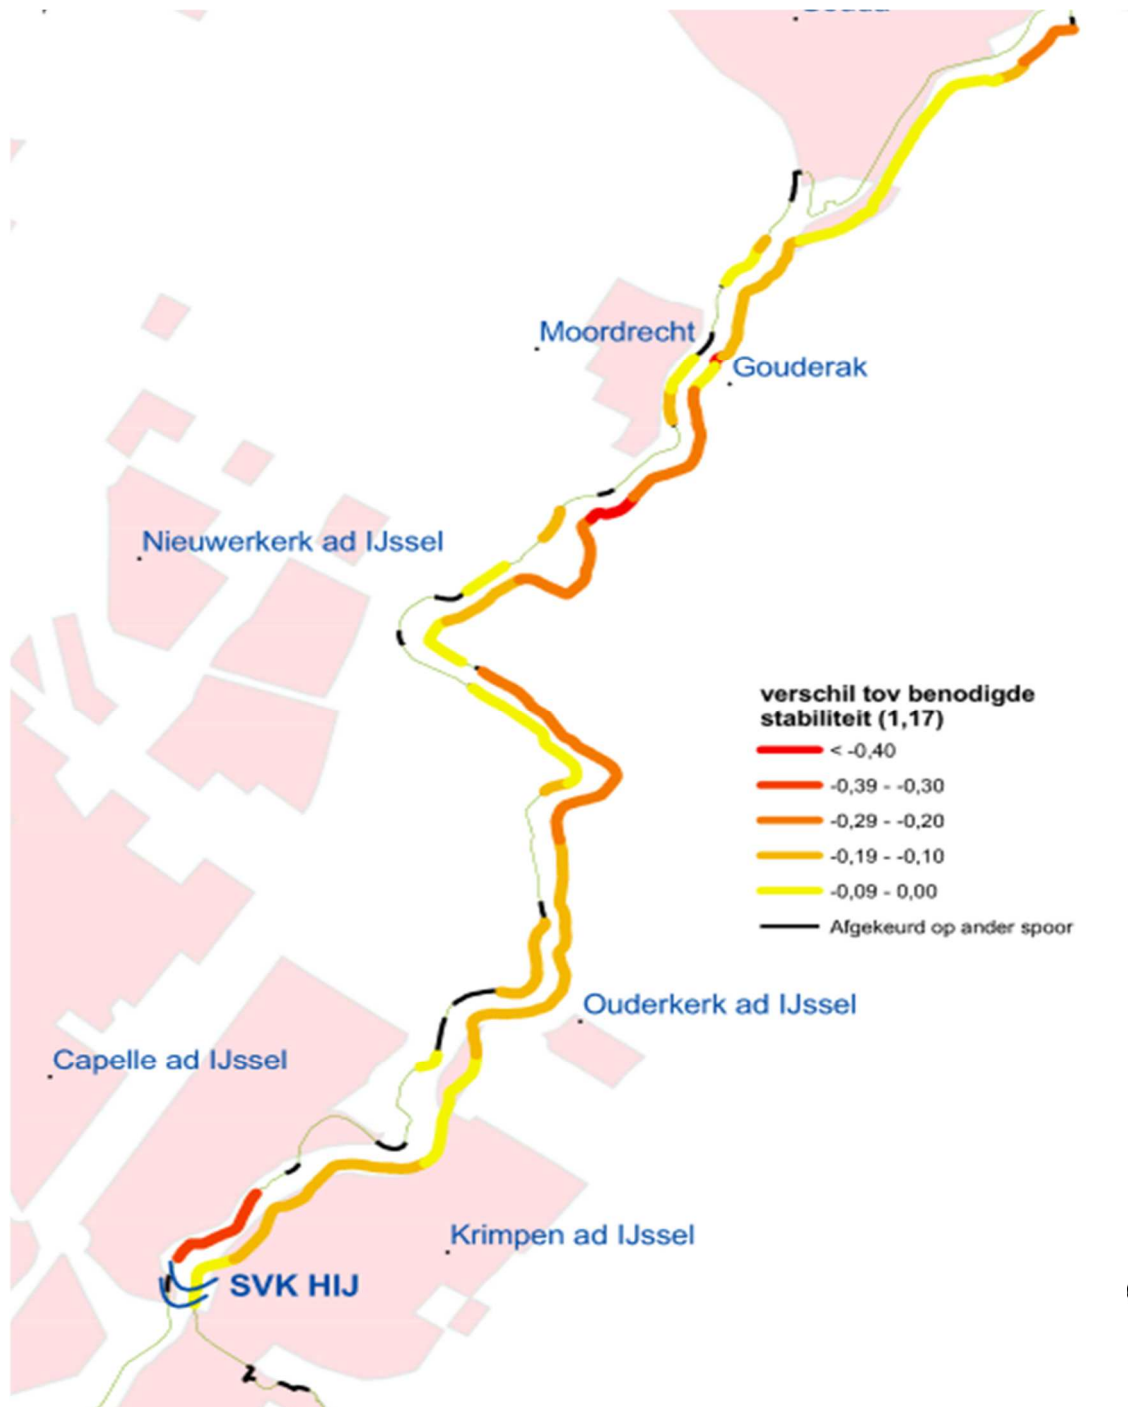 Moordrecht
Gouderak
Nieuwerkerk ad IJssel
verschil tov benodigde
stabiliteit (1,17)
< -0,40
-0,39 - -0,30
-0,29 - -0,20
-0,19 - -0,10
-0,09 - 0,00
Afgekeurd op ander spoor
Ouderkerk ad IJssel
Capelle ad IJssel
Krimpen ad IJssel
SVK HIJ